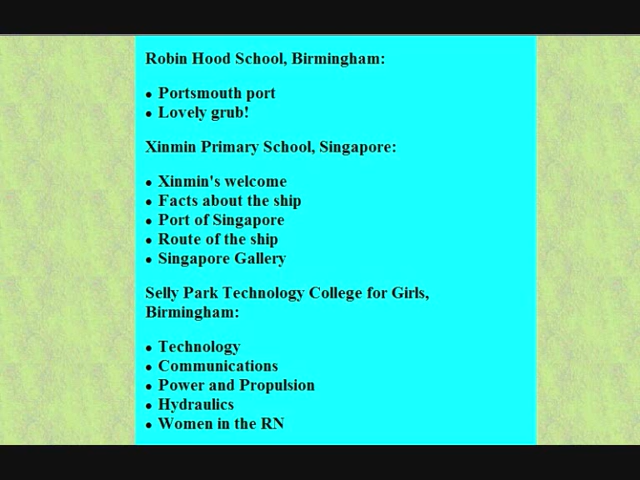 Robin Hood School, Birmingham:
• Portsmouth port
• Lovely grub!
Xinmin Primary School, Singapore:
• Xinmin's welcome
• Facts about the ship
• Port of Singapore
• Route of the ship
• Singapore Gallery
Selly Park Technology College for Girls,
Birmingham:
• Technology
• Communications
• Power and Propulsion
• Hydraulics
• Women in the RN